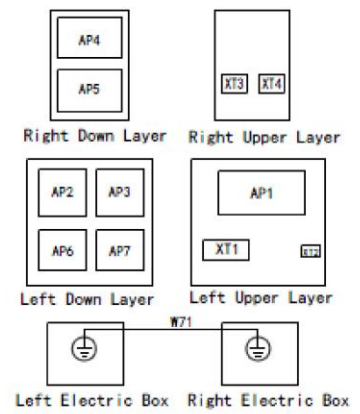 AP4
AP5
XT3 XT4
Right Down Layer Right Upper Layer
AP2 AP3
AP1
AP6 AP7
XT1 XT2
Left Down Layer Left Upper Layer
W71
Left Electric Box Right Electric Box